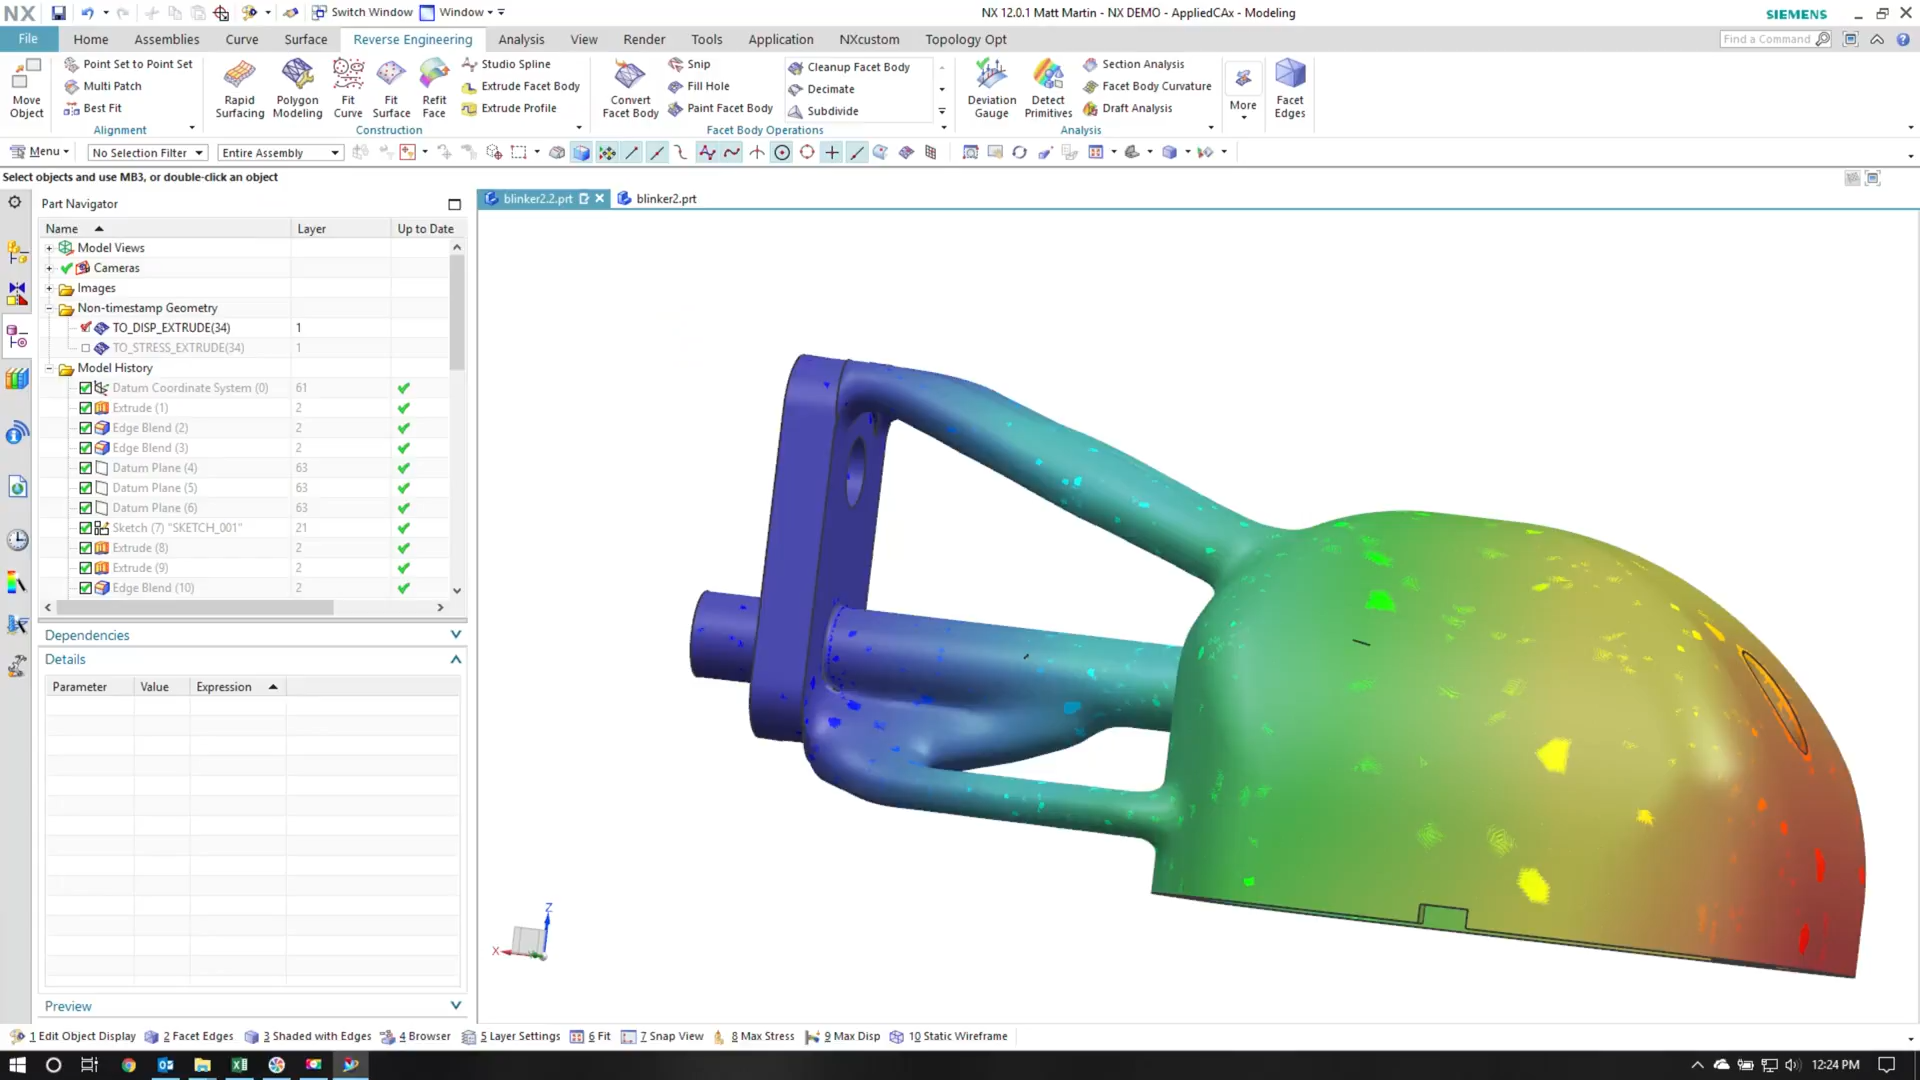 NX
Switch Window
Window
NX 12.0.1 Matt Martin - NX DEMO - AppliedCAx - Modeling
SIEMENS
File
Home
Assemblies
Curve
Surface
Reverse Engineering
Analysis
View
Render
Tools
Application
NXcustom
Topology Opt
Find a Command
Move Object
Point Set to Point Set
Multi Patch
Best Fit
Alignment
Rapid Surfacing
Polygon Modeling
Fit Curve
Fit Surface
Refit Face
Studio Spline
Extrude Facet Body
Extrude Profile
Construction
Convert Facet Body
Snip
Fill Hole
Paint Facet Body
Cleanup Facet Body
Decimate
Subdivide
Facet Body Operations
Deviation Gauge
Detect Primitives
Section Analysis
Facet Body Curvature
Draft Analysis
Analysis
More
Facet Edges
Menu
No Selection Filter
Entire Assembly
Select objects and use MB3, or double-click an object
Part Navigator
blinker2.2.prt
blinker2.prt
Name
Layer
Up to Date
Model Views
Cameras
Images
Non-timestamp Geometry
TO_DISP_EXTRUDE(34) 1
TO_STRESS_EXTRUDE(34) 1
Model History
Datum Coordinate System (0) 61
Extrude (1) 2
Edge Blend (2) 2
Edge Blend (3) 2
Datum Plane (4) 63
Datum Plane (5) 63
Datum Plane (6) 63
Sketch (7) "SKETCH_001" 21
Extrude (8) 2
Extrude (9) 2
Edge Blend (10) 2
Dependencies
Details
Parameter
Value
Expression
Z
X
Preview
1 Edit Object Display
2 Facet Edges
3 Shaded with Edges
4 Browser
5 Layer Settings
6 Fit
7 Snap View
8 Max Stress
9 Max Disp
10 Static Wireframe
12:24 PM